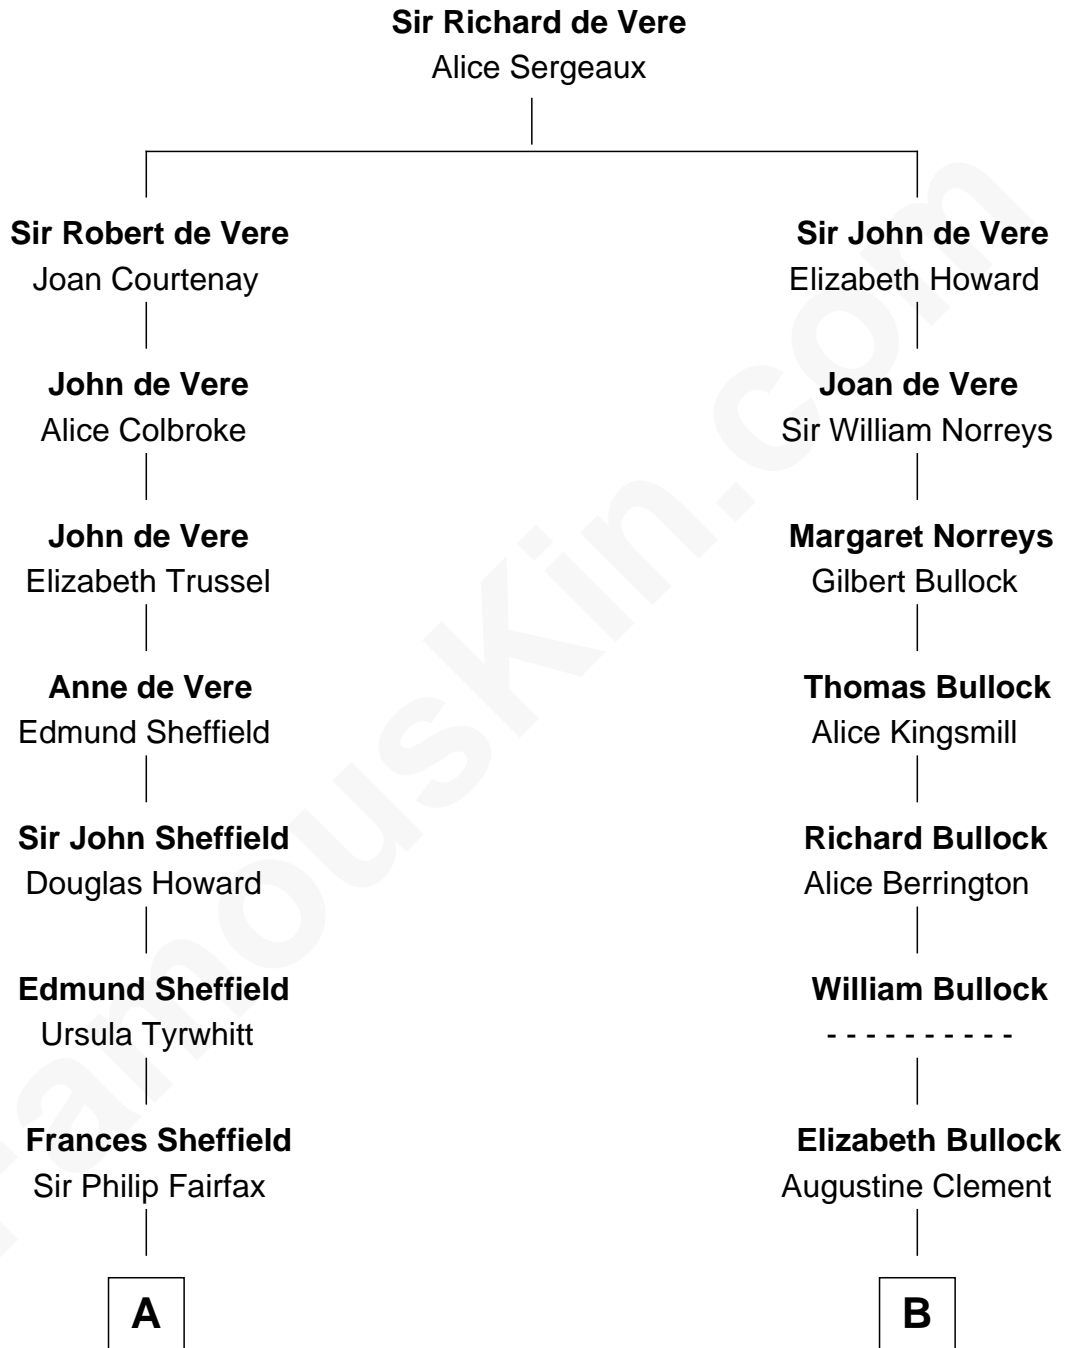 Sir Richard de Vere
Alice Sergeaux
Sir Robert de Vere
Joan Courtenay
John de Vere
Alice Colbroke
John de Vere
Elizabeth Trussel
Anne de Vere
Edmund Sheffield
Sir John Sheffield
Douglas Howard
Edmund Sheffield
Ursula Tyrwhitt
Frances Sheffield
Sir Philip Fairfax
A
Sir John de Vere
Elizabeth Howard
Joan de Vere
Sir William Norreys
Margaret Norreys
Gilbert Bullock
Thomas Bullock
Alice Kingsmill
Richard Bullock
Alice Berrington
William Bullock
- - - - - - - - - -
Elizabeth Bullock
Augustine Clement
B
FamousKin.com